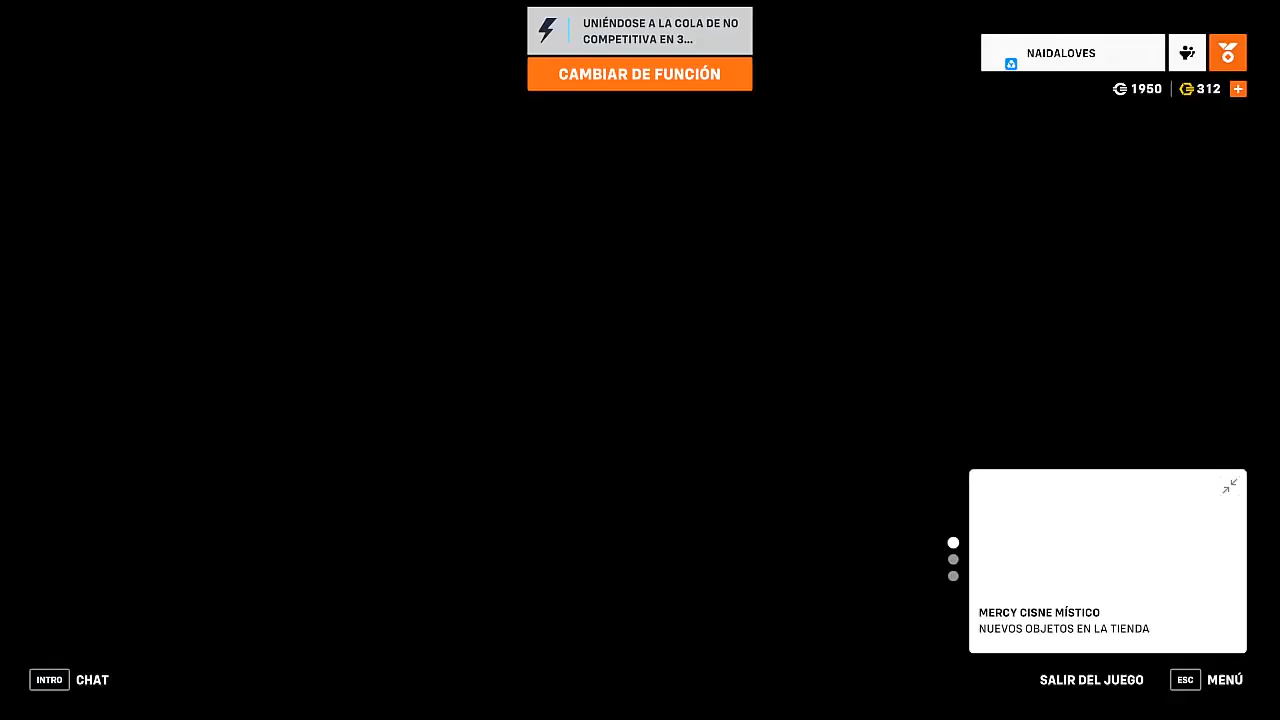 UNIÉNDOSE A LA COLA DE NO
COMPETITIVA EN 3...
CAMBIAR DE FUNCIÓN
NAIDALOVES
1950
312
MERCY CISNE MÍSTICO
NUEVOS OBJETOS EN LA TIENDA
INTRO CHAT
SALIR DEL JUEGO
ESC MENÚ